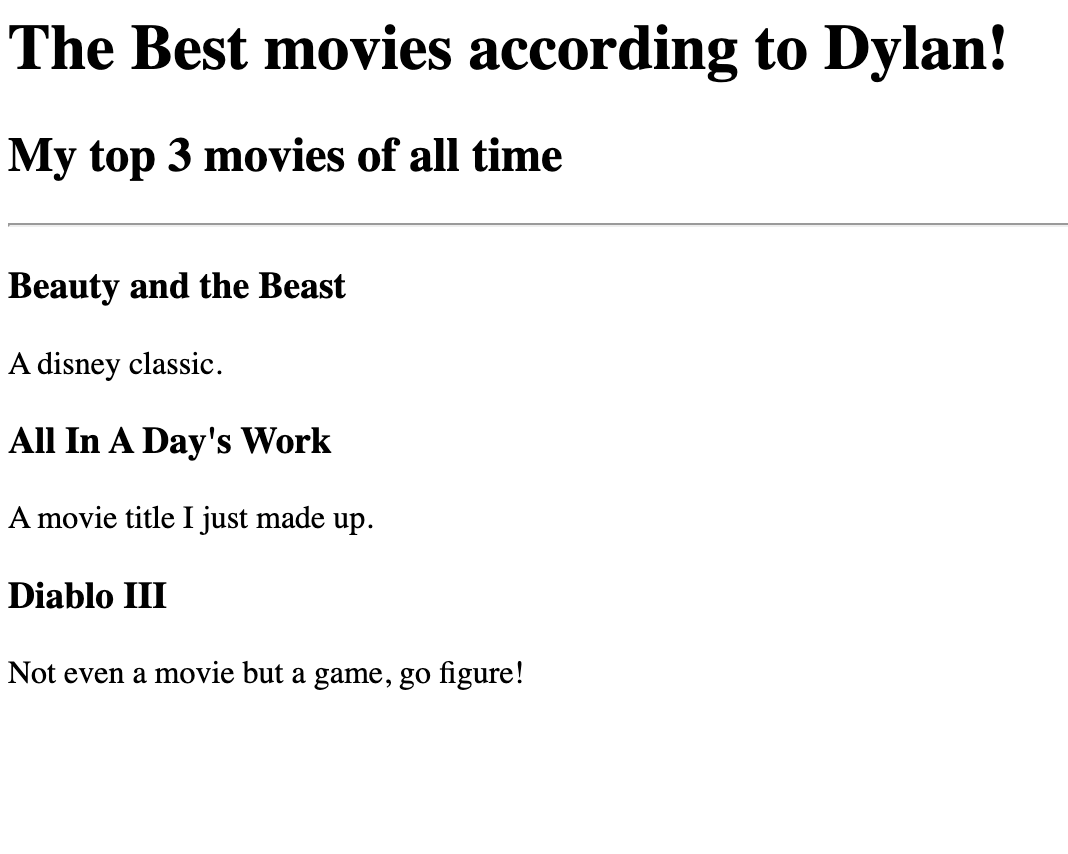 The Best movies according to Dylan!
My top 3 movies of all time
Beauty and the Beast
A disney classic.
All In A Day's Work
A movie title I just made up.
Diablo III
Not even a movie but a game, go figure!